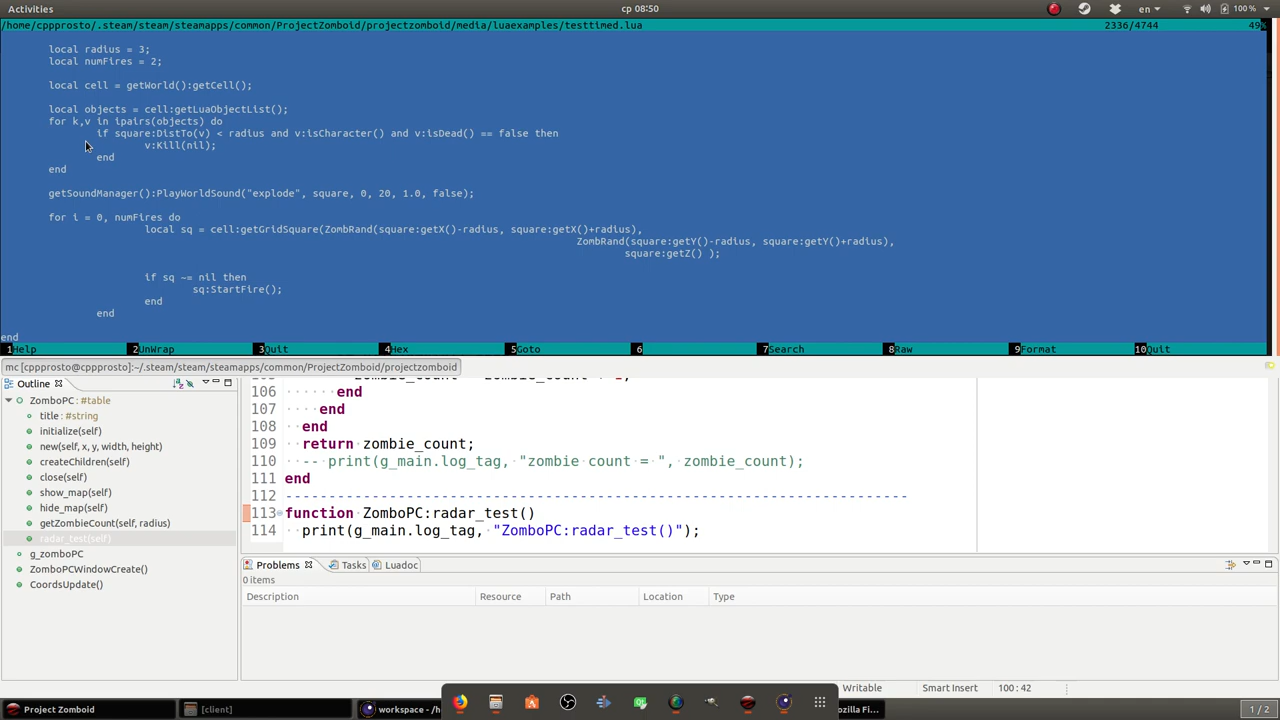 Activities
ср 08:50
en
100 %
/home/cppprosto/.steam/steam/steamapps/common/ProjectZomboid/projectzomboid/media/luaexamples/testtimed.lua 2336/4744 49%
local radius = 3;
local numFires = 2;
local cell = getWorld():getCell();
local objects = cell:getLuaObjectList();
for k,v in ipairs(objects) do
if square:DistTo(v) < radius and v:isCharacter() and v:isDead() == false then
v:Kill(nil);
end
end
getSoundManager():PlayWorldSound("explode", square, 0, 20, 1.0, false);
for i = 0, numFires do
local sq = cell:getGridSquare(ZombRand(square:getX()-radius, square:getX()+radius),
ZombRand(square:getY()-radius, square:getY()+radius),
square:getZ() );
if sq ~= nil then
sq:StartFire();
end
end
end
1Help 2UnWrap 3Quit 4Hex 5Goto 6 7Search 8Raw 9Format 10Quit
mc [cppprosto@cppprosto]:~/.steam/steam/steamapps/common/ProjectZomboid/projectzomboid
Outline
ZomboPC : #table
title : #string
initialize(self)
new(self, x, y, width, height)
createChildren(self)
close(self)
show_map(self)
hide_map(self)
getZombieCount(self, radius)
radar_test(self)
g_zomboPC
ZomboPCWindowCreate()
CoordsUpdate()
106 end
107 end
108 end
109 return zombie_count;
110 -- print(g_main.log_tag, "zombie count = ", zombie_count);
111 end
112 ------------------------------------------------------------------------
113 function ZomboPC:radar_test()
114 print(g_main.log_tag, "ZomboPC:radar_test()");
Problems Tasks Luadoc
0 items
Description Resource Path Location Type
Writable Smart Insert 100 : 42
Project Zomboid
[client]
workspace - /h
ozilla Fi...
1 / 2